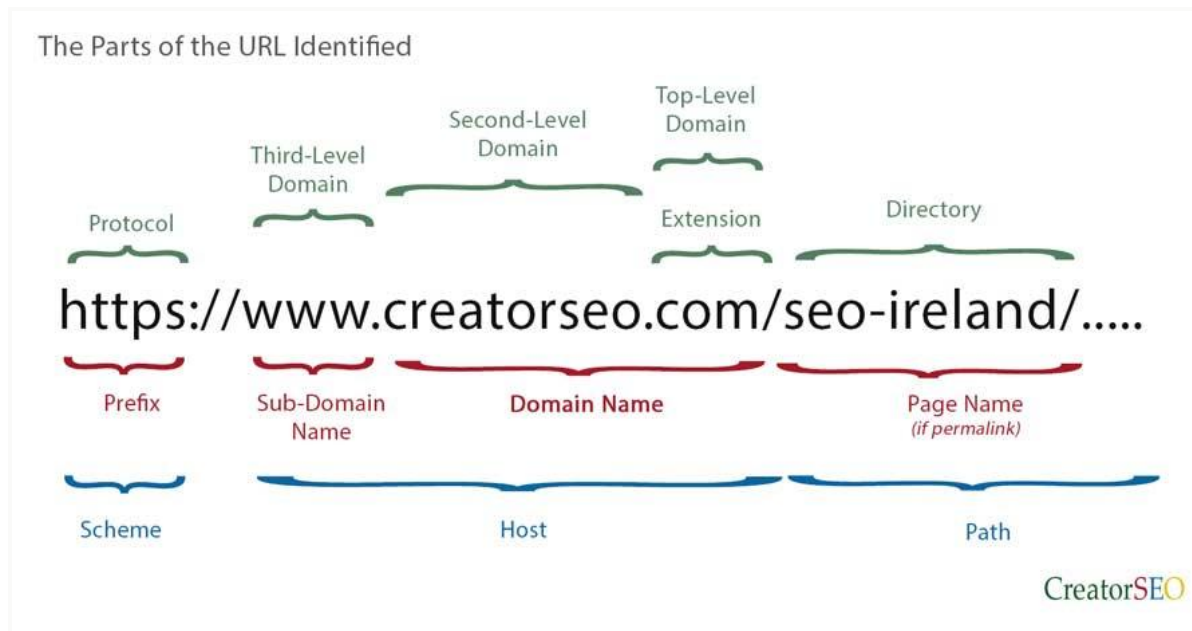 The Parts of the URL Identified
Top-Level
Domain
Second-Level
Domain
Third-Level
Domain
Protocol
Extension
Directory
https://www.creatorseo.com/seo-ireland/.....
Prefix
Sub-Domain
Name
Domain Name
Page Name
(if permalink)
Scheme
Host
Path
CreatorSEO